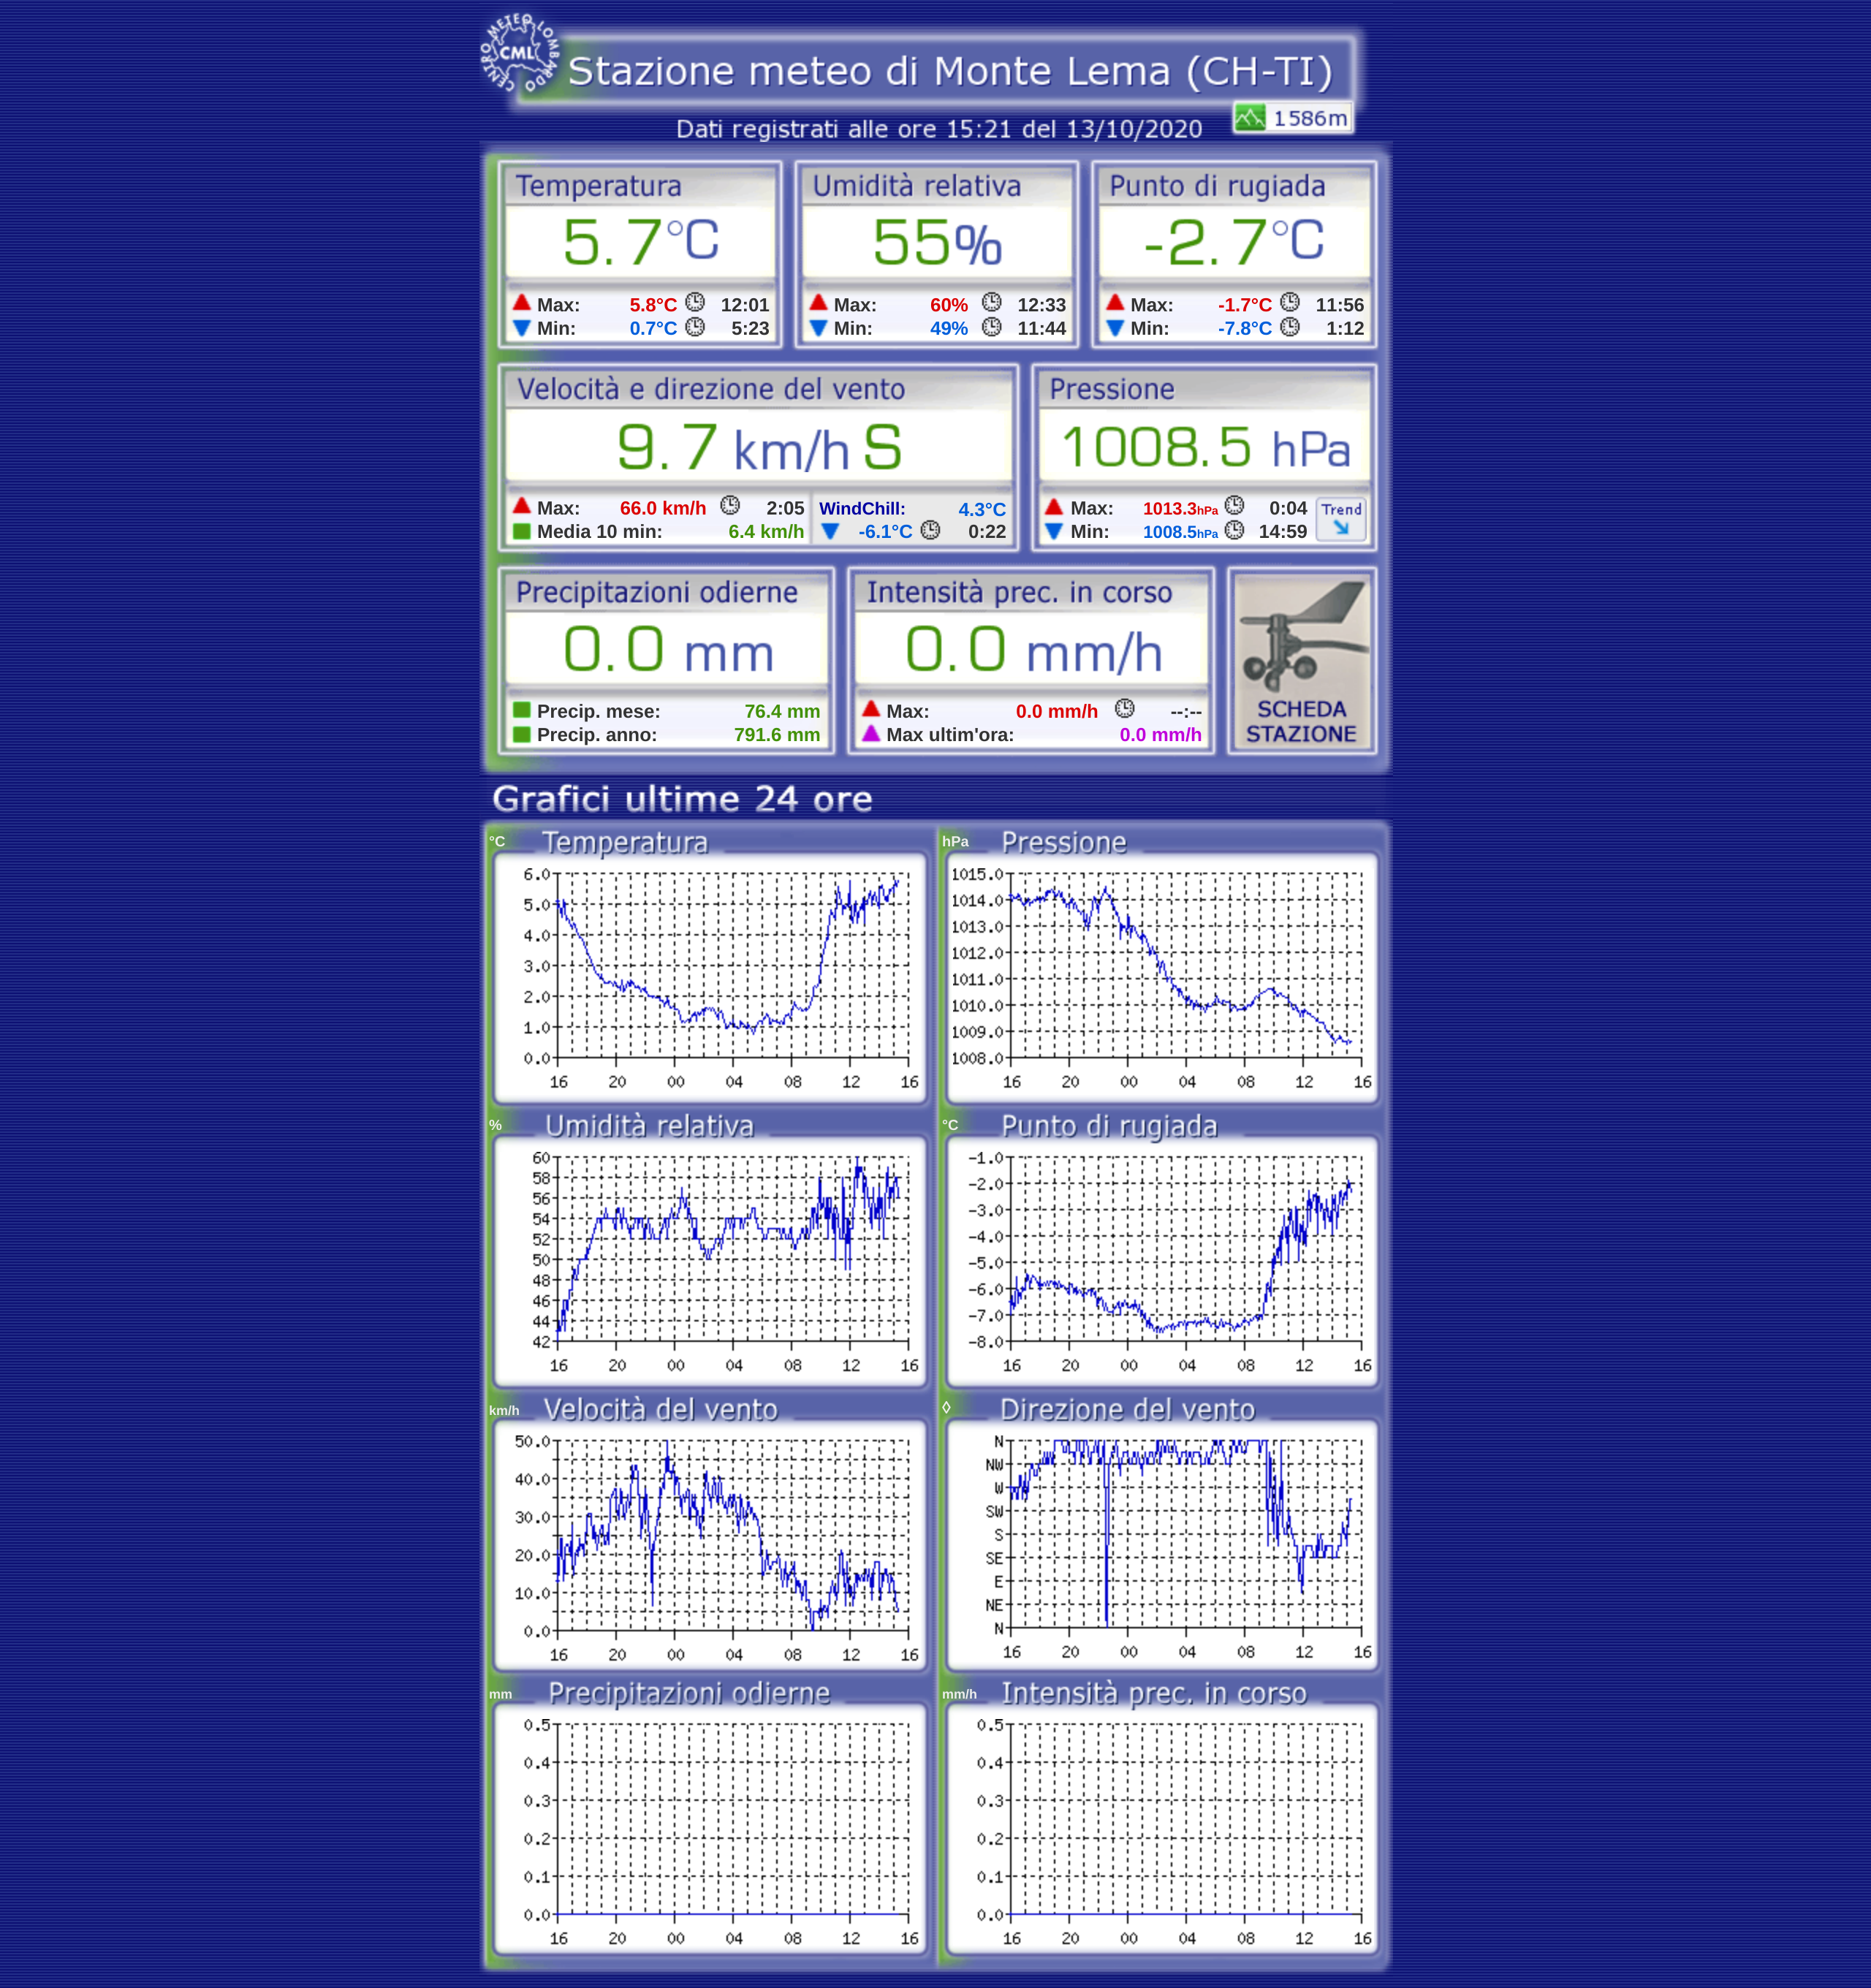 CENTRO METEO LOMBARDO
CML
Stazione meteo di Monte Lema (CH-TI)
1586m
Dati registrati alle ore 15:21 del 13/10/2020
Temperatura Umidità relativa Punto di rugiada
5.7°C 55% -2.7°C
Max: 5.8°C 12:01 Max: 60% 12:33 Max: -1.7°C 11:56
Min: 0.7°C 5:23 Min: 49% 11:44 Min: -7.8°C 1:12
Velocità e direzione del vento Pressione
9.7 km/h S 1008.5 hPa
Max: 66.0 km/h 2:05 WindChill: 4.3°C Max: 1013.3hPa 0:04 Trend
Media 10 min: 6.4 km/h -6.1°C 0:22 Min: 1008.5hPa 14:59
Precipitazioni odierne Intensità prec. in corso
0.0 mm 0.0 mm/h
Precip. mese: 76.4 mm Max: 0.0 mm/h --:-- SCHEDA
Precip. anno: 791.6 mm Max ultim'ora: 0.0 mm/h STAZIONE
Grafici ultime 24 ore
°C Temperatura
6.0
5.0
4.0
3.0
2.0
1.0
0.0
16 20 00 04 08 12 16
hPa Pressione
1015.0
1014.0
1013.0
1012.0
1011.0
1010.0
1009.0
1008.0
16 20 00 04 08 12 16
% Umidità relativa
60
58
56
54
52
50
48
46
44
42
16 20 00 04 08 12 16
°C Punto di rugiada
-1.0
-2.0
-3.0
-4.0
-5.0
-6.0
-7.0
-8.0
16 20 00 04 08 12 16
km/h Velocità del vento
50.0
40.0
30.0
20.0
10.0
0.0
16 20 00 04 08 12 16
◊ Direzione del vento
N
NW
W
SW
S
SE
E
NE
N
16 20 00 04 08 12 16
mm Precipitazioni odierne
0.5
0.4
0.3
0.2
0.1
0.0
16 20 00 04 08 12 16
mm/h Intensità prec. in corso
0.5
0.4
0.3
0.2
0.1
0.0
16 20 00 04 08 12 16